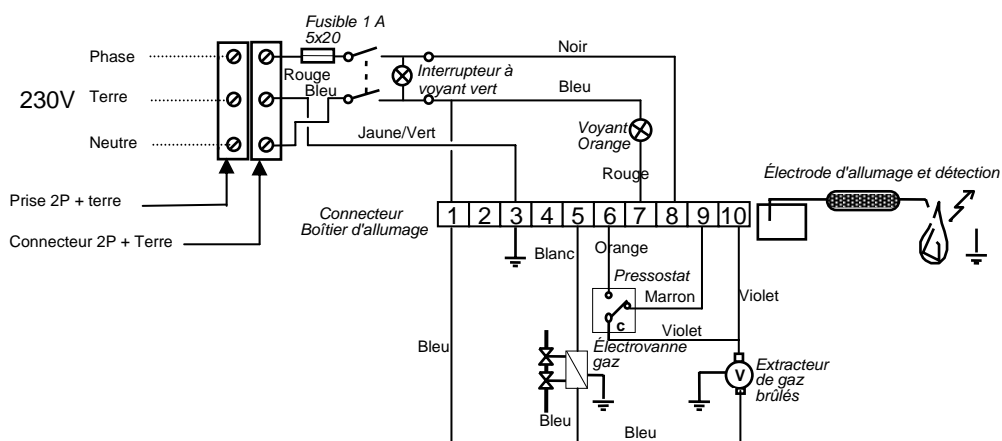 Fusible 1 A
5x20
Phase
Noir
Rouge
Interrupteur à
voyant vert
Bleu
230V
Terre
Bleu
Voyant
Orange
Jaune/Vert
Neutre
Rouge
Électrode d'allumage et détection
Prise 2P + terre
Connecteur
Boîtier d'allumage
1 2 3 4 5 6 7 8 9 10
Connecteur 2P + Terre
Blanc
Orange
Pressostat
Marron
Violet
c
Violet
Bleu
Électrovanne
gaz
V
Extracteur
de gaz
brûlés
Bleu
Bleu